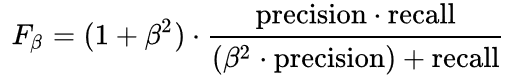 F_β = (1 + β²) · (precision · recall) / ((β² · precision) + recall)